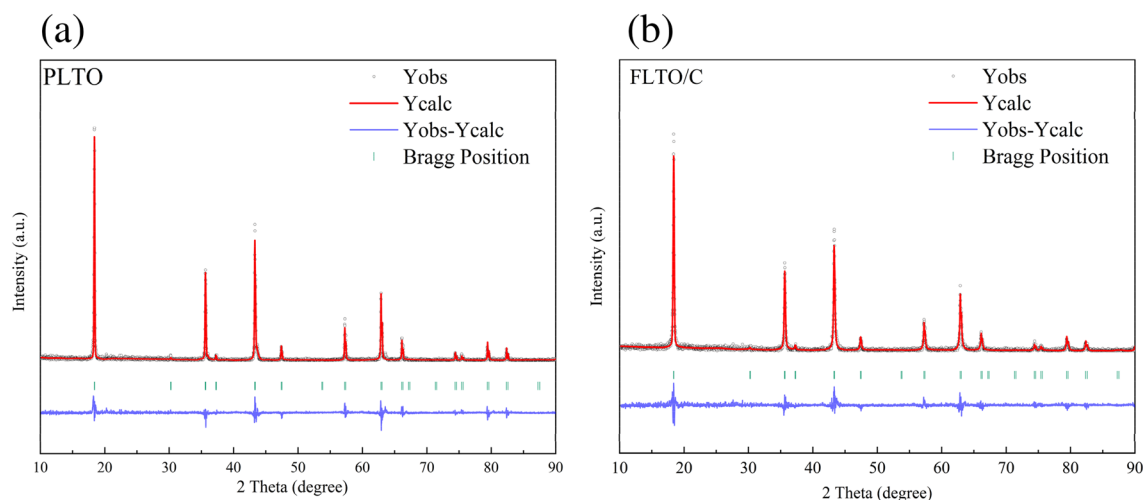 (a)
PLTO
Yobs
Ycalc
Yobs-Ycalc
Bragg Position
Intensity (a.u.)
10 20 30 40 50 60 70 80 90
2 Theta (degree)
(b)
FLTO/C
Yobs
Ycalc
Yobs-Ycalc
Bragg Position
Intensity (a.u.)
10 20 30 40 50 60 70 80 90
2 Theta (degree)